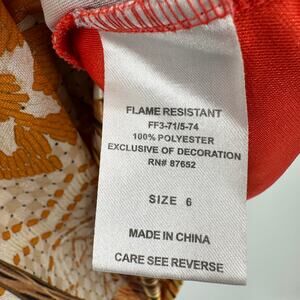 FLAME RESISTANT
FF3-71/5-74
100% POLYESTER
EXCLUSIVE OF DECORATION
RN# 87652
SIZE 6
MADE IN CHINA
CARE SEE REVERSE